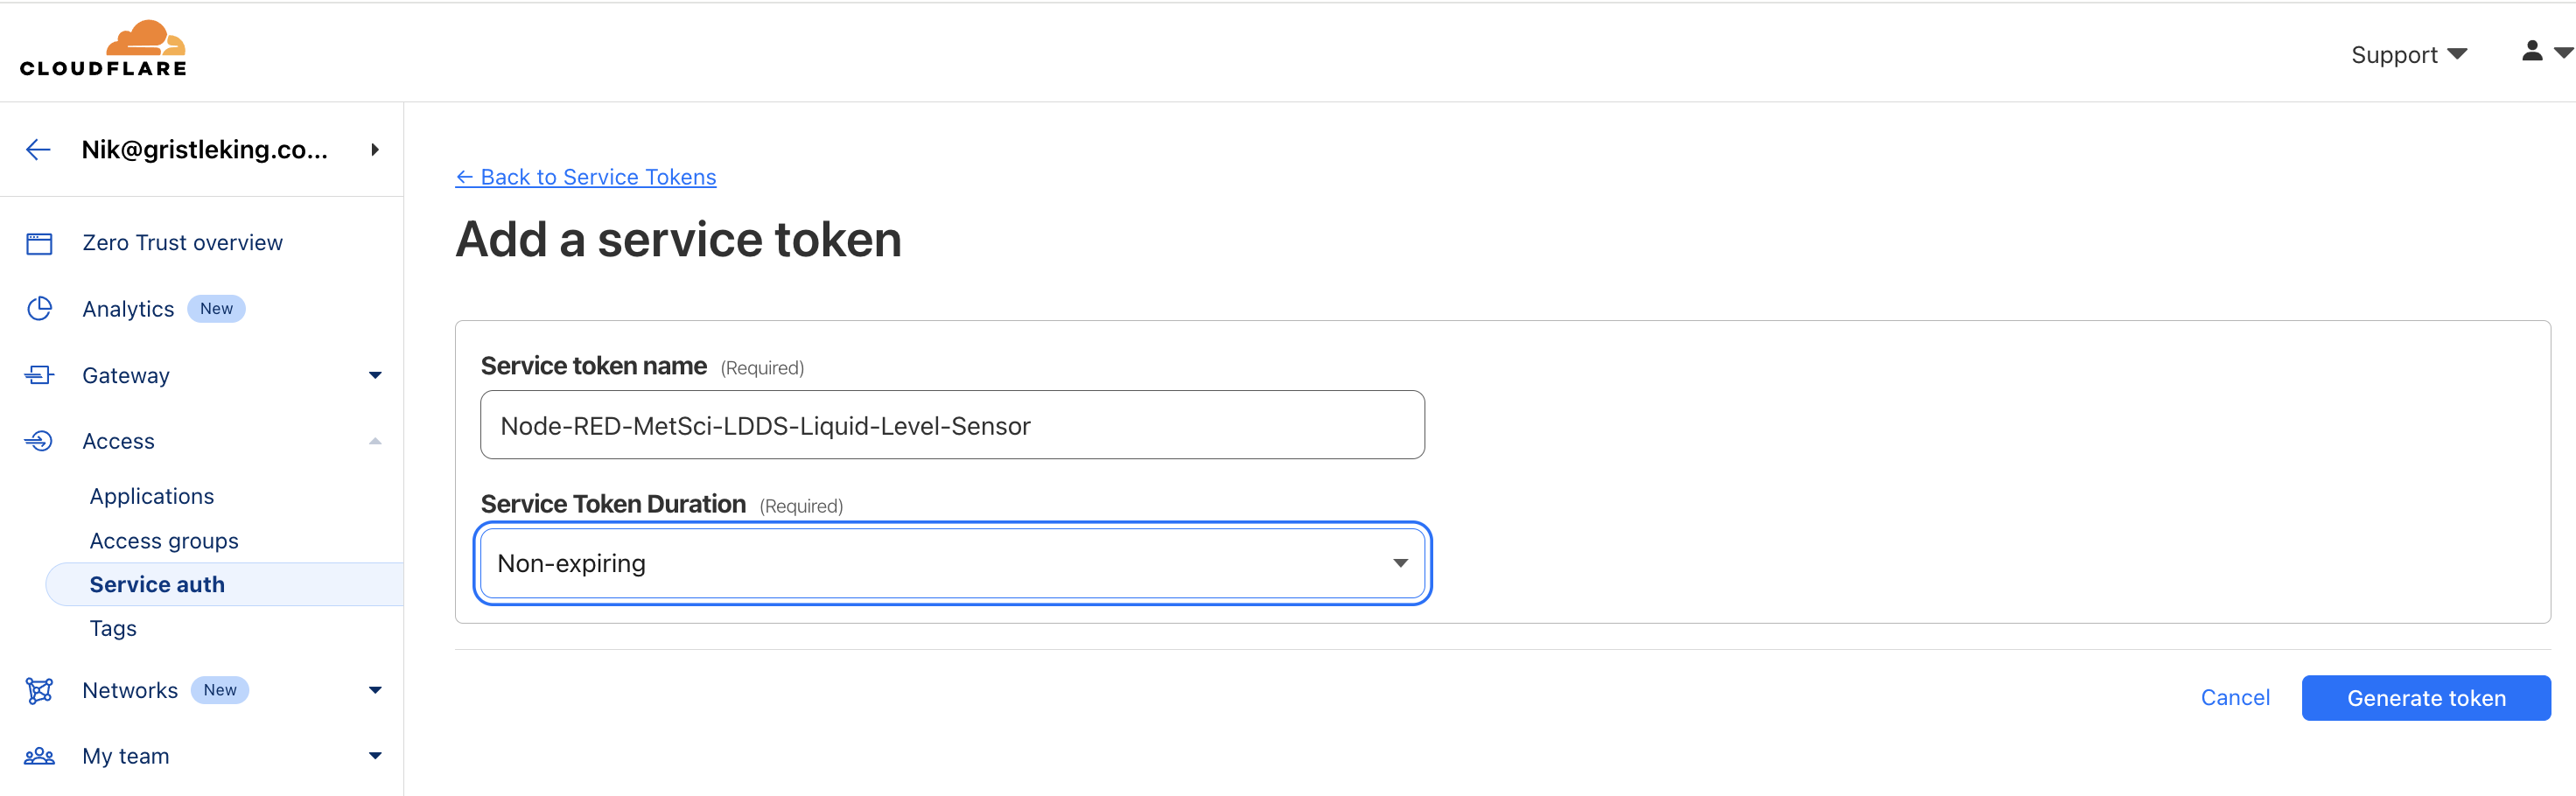 CLOUDFLARE
Support
Nik@gristleking.co...
Zero Trust overview
Analytics New
Gateway
Access
Applications
Access groups
Service auth
Tags
Networks New
My team
← Back to Service Tokens
Add a service token
Service token name (Required)
Node-RED-MetSci-LDDS-Liquid-Level-Sensor
Service Token Duration (Required)
Non-expiring
Cancel Generate token